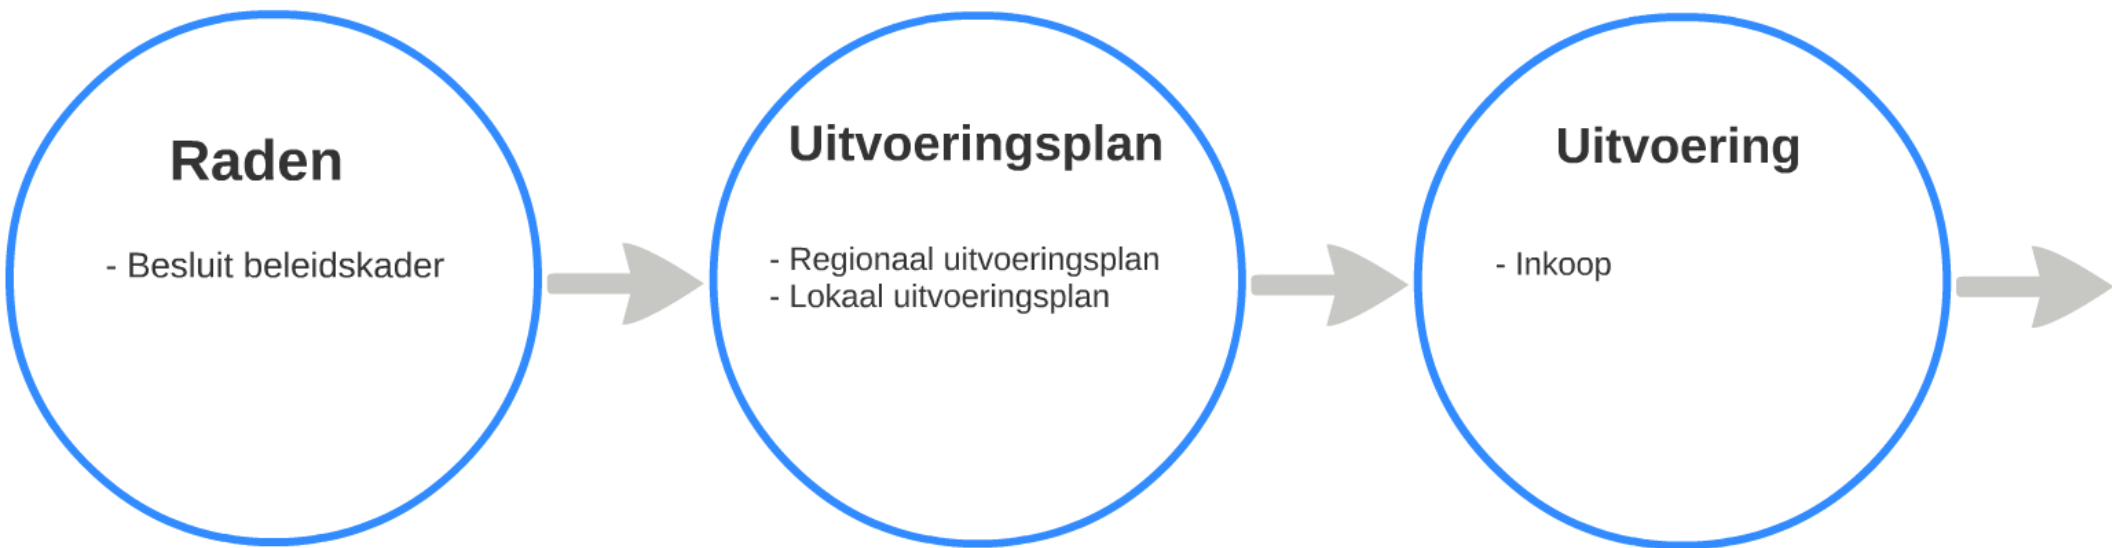 Raden
- Besluit beleidskader
Uitvoeringsplan
- Regionaal uitvoeringsplan
- Lokaal uitvoeringsplan
Uitvoering
- Inkoop